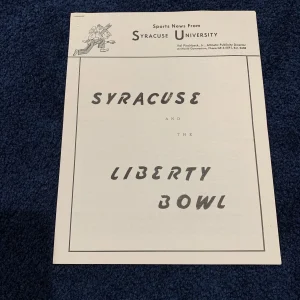 Sports News From
SYRACUSE UNIVERSITY
SYRACUSE
AND
THE
LIBERTY
BOWL